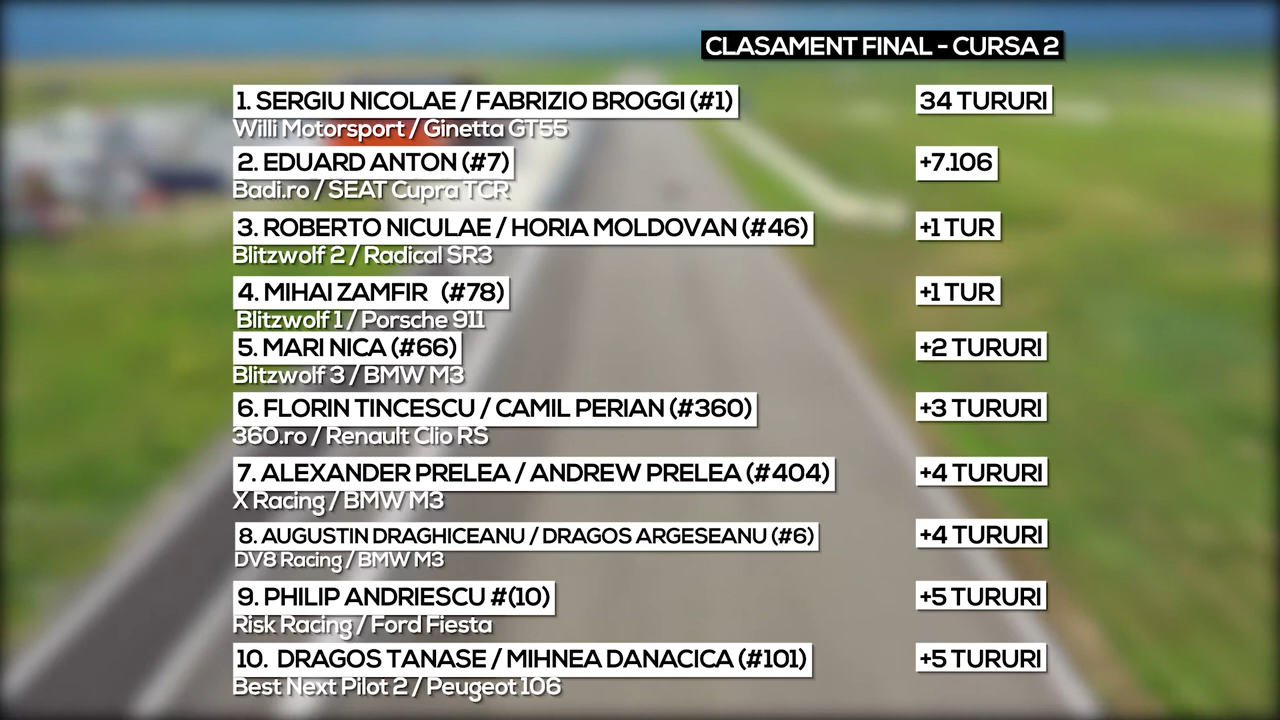 CLASAMENT FINAL - CURSA 2
1. SERGIU NICOLAE / FABRIZIO BROGGI (#1) 34 TURURI
Willi Motorsport / Ginetta GT55
2. EDUARD ANTON (#7) +7.106
Badi.ro / SEAT Cupra TCR
3. ROBERTO NICULAE / HORIA MOLDOVAN (#46) +1 TUR
Blitzwolf 2 / Radical SR3
4. MIHAI ZAMFIR (#78) +1 TUR
Blitzwolf 1 / Porsche 911
5. MARI NICA (#66) +2 TURURI
Blitzwolf 3 / BMW M3
6. FLORIN TINCESCU / CAMIL PERIAN (#360) +3 TURURI
360.ro / Renault Clio RS
7. ALEXANDER PRELEA / ANDREW PRELEA (#404) +4 TURURI
X Racing / BMW M3
8. AUGUSTIN DRAGHICEANU / DRAGOS ARGESEANU (#6) +4 TURURI
DV8 Racing / BMW M3
9. PHILIP ANDRIESCU #(10) +5 TURURI
Risk Racing / Ford Fiesta
10. DRAGOS TANASE / MIHNEA DANACICA (#101) +5 TURURI
Best Next Pilot 2 / Peugeot 106